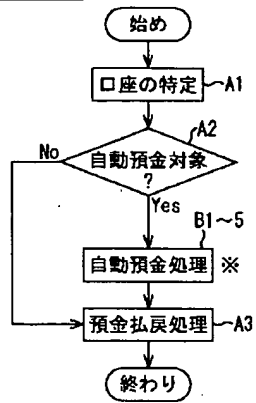 始め
口座の特定 A1
A2
No 自動預金対象
?
Yes
B1～5
自動預金処理 ※
預金払戻処理 A3
終わり